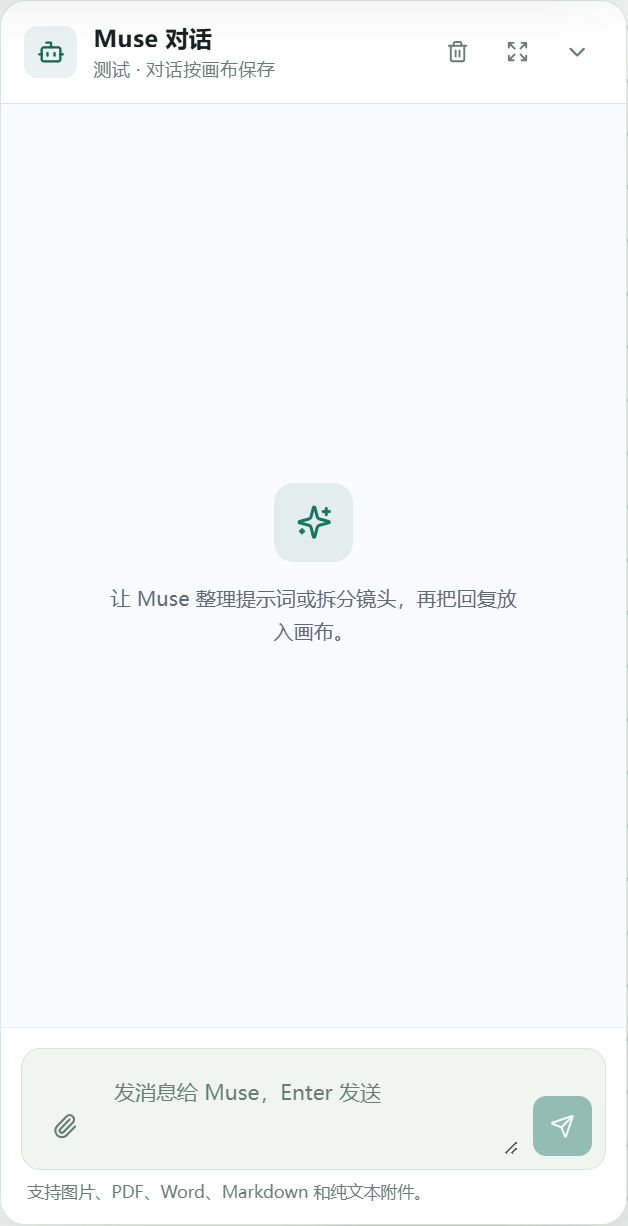 Muse 对话
测试 · 对话按画布保存
让 Muse 整理提示词或拆分镜头，再把回复放
入画布。
发消息给 Muse，Enter 发送
支持图片、PDF、Word、Markdown 和纯文本附件。